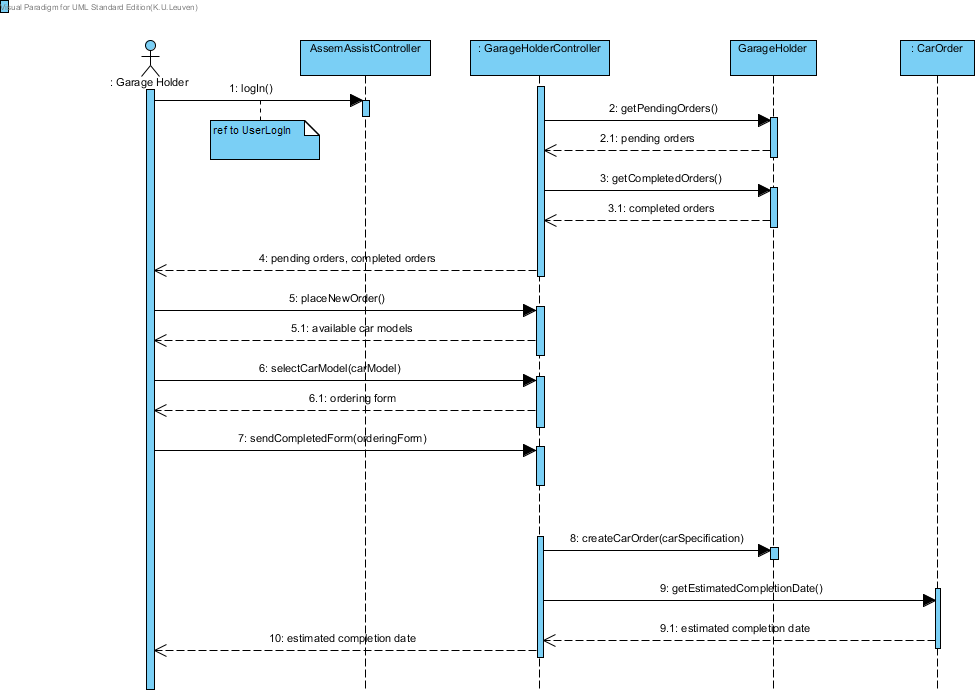 Visual Paradigm for UML Standard Edition(K.U.Leuven)
AssemAssistController
: GarageHolderController
GarageHolder
: CarOrder
: Garage Holder
1: logIn()
ref to UserLogIn
2: getPendingOrders()
2.1: pending orders
3: getCompletedOrders()
3.1: completed orders
4: pending orders, completed orders
5: placeNewOrder()
5.1: available car models
6: selectCarModel(carModel)
6.1: ordering form
7: sendCompletedForm(orderingForm)
8: createCarOrder(carSpecification)
9: getEstimatedCompletionDate()
9.1: estimated completion date
10: estimated completion date